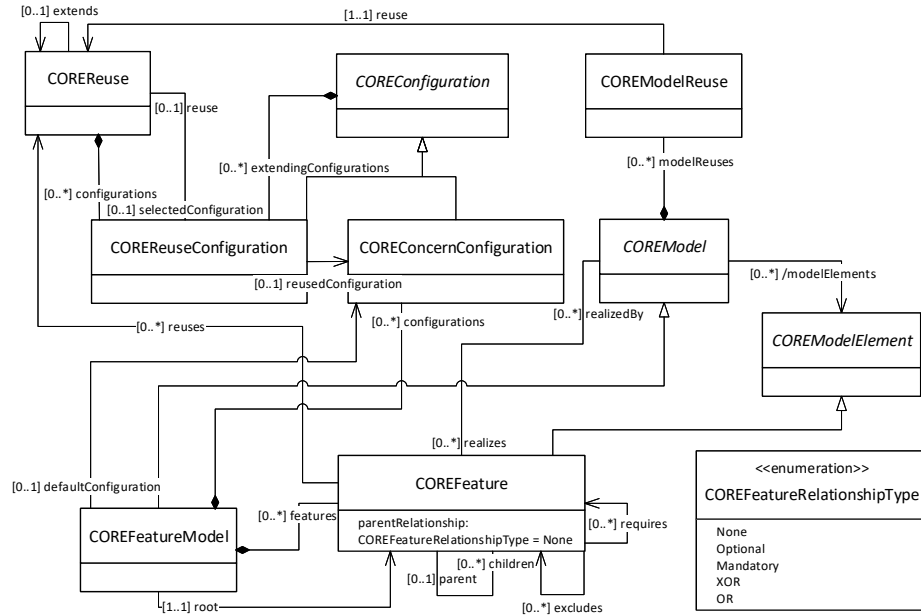 [0..1] extends
[1..1] reuse
COREReuse
COREConfiguration
COREModelReuse
[0..1] reuse
[0..*] extendingConfigurations
[0..*] modelReuses
[0..*] configurations
[0..1] selectedConfiguration
COREReuseConfiguration
COREConcernConfiguration
COREModel
[0..*] /modelElements
[0..1] reusedConfiguration
[0..*] reuses
[0..*] configurations
[0..*] realizedBy
COREModelElement
[0..*] realizes
<<enumeration>>
COREFeatureRelationshipType
None
Optional
Mandatory
XOR
OR
[0..1] defaultConfiguration
COREFeature
COREFeatureModel
[0..*] features
parentRelationship:
COREFeatureRelationshipType = None
[0..*] requires
[0..*] children
[0..1] parent
[1..1] root
[0..*] excludes